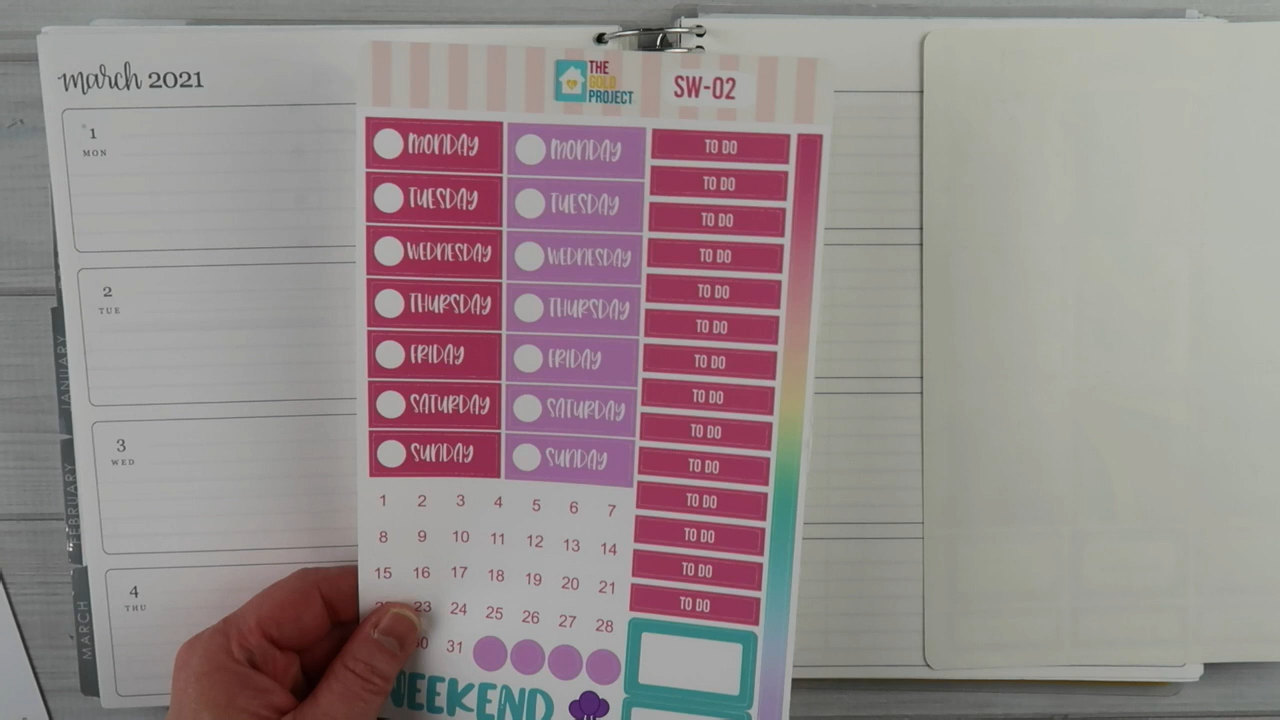 march 2021
1
MON
2
TUE
3
WED
4
THU
JANUARY
FEBRUARY
MARCH
THE
GOLD
PROJECT
SW-02
MONDAY MONDAY TO DO
TUESDAY TUESDAY TO DO
WEDNESDAY WEDNESDAY TO DO
THURSDAY THURSDAY TO DO
FRIDAY FRIDAY TO DO
SATURDAY SATURDAY TO DO
SUNDAY SUNDAY TO DO
TO DO
TO DO
TO DO
TO DO
TO DO
TO DO
TO DO
1 2 3 4 5 6 7
8 9 10 11 12 13 14
15 16 17 18 19 20 21
23 24 25 26 27 28
31
WEEKEND